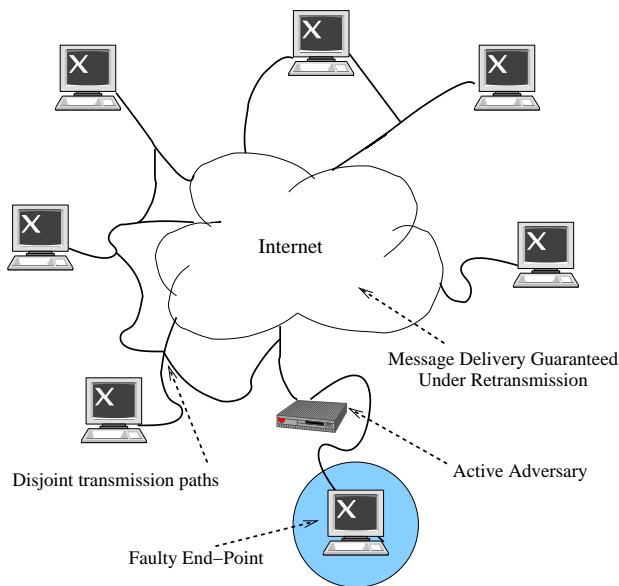 X
X
X
X
Internet
X
Message Delivery Guaranteed
Under Retransmission
X
Active Adversary
Disjoint transmission paths
X
Faulty End−Point